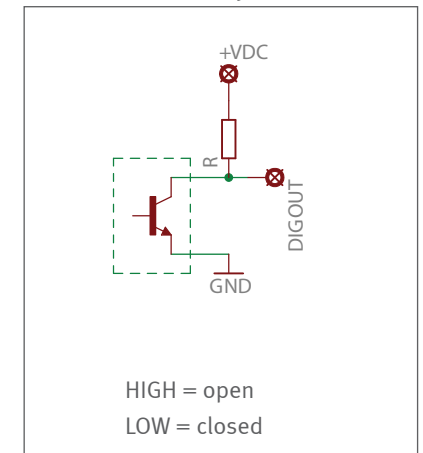 +VDC
R
DIGOUT
GND
HIGH = open
LOW = closed